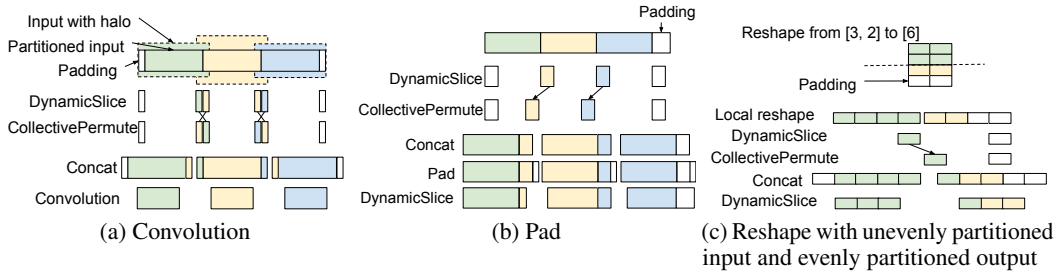 Input with halo
Partitioned input
Padding
DynamicSlice
CollectivePermute
Concat
Convolution
(a) Convolution
Padding
DynamicSlice
CollectivePermute
Concat
Pad
DynamicSlice
(b) Pad
Reshape from [3, 2] to [6]
Padding
Local reshape
DynamicSlice
CollectivePermute
Concat
DynamicSlice
(c) Reshape with unevenly partitioned
input and evenly partitioned output